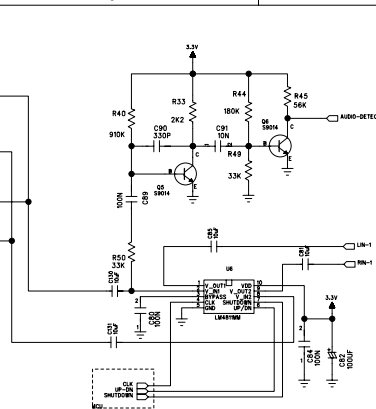 3.3V
R40
910K
R33
2K2
R44
180K
R45
56K
C90
330P
C91
10N
Q6
S9014
AUDIO-DETEC
B
C
E
Q5
S9014
R49
33K
100N
C89
R50
33K
C130
10uF
C85
10uF
LIN-1
C81
10uF
RIN-1
U6
V_OUT1
V_IN1
BYPASS
CLK
GND
VDD
V_OUT2
V_IN2
SHUTDOWN
UP/DN
LM4811MM
C80
100N
C131
10uF
3.3V
C84
100N
C82
100UF
CLK
UP-DN
SHUTDOWN
MCU